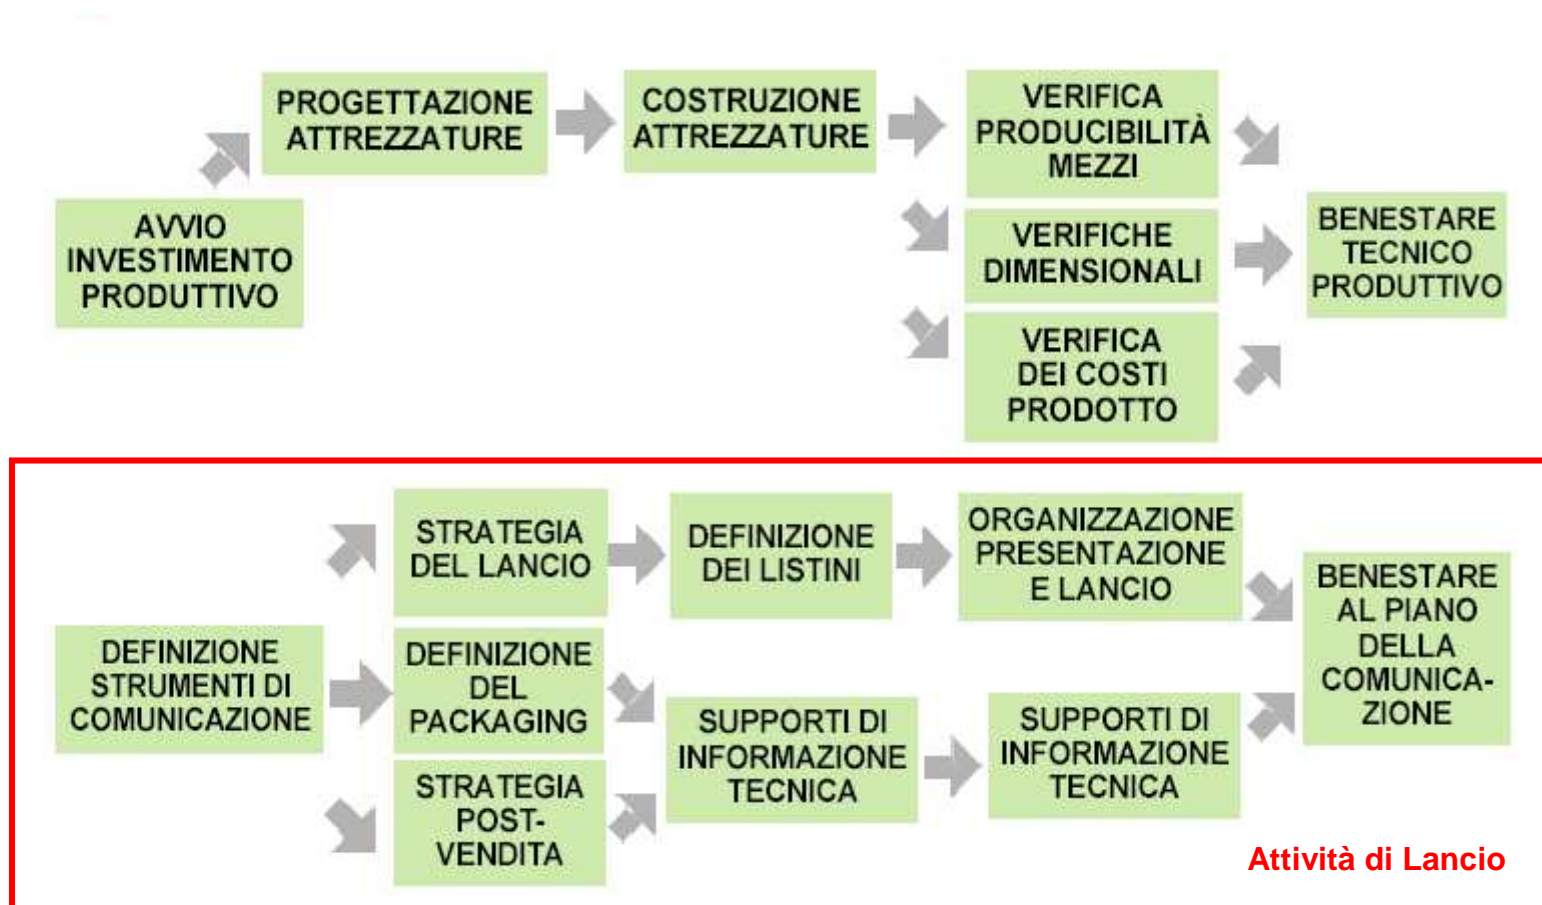 PROGETTAZIONE
ATTREZZATURE
COSTRUZIONE
ATTREZZATURE
VERIFICA
PRODUCIBILITÀ
MEZZI
AVVIO
INVESTIMENTO
PRODUTTIVO
VERIFICHE
DIMENSIONALI
BENESTARE
TECNICO
PRODUTTIVO
VERIFICA
DEI COSTI
PRODOTTO
STRATEGIA
DEL LANCIO
DEFINIZIONE
DEI LISTINI
ORGANIZZAZIONE
PRESENTAZIONE
E LANCIO
BENESTARE
AL PIANO
DELLA
COMUNICA-
ZIONE
DEFINIZIONE
STRUMENTI DI
COMUNICAZIONE
DEFINIZIONE
DEL
PACKAGING
SUPPORTI DI
INFORMAZIONE
TECNICA
SUPPORTI DI
INFORMAZIONE
TECNICA
STRATEGIA
POST-
VENDITA
Attività di Lancio